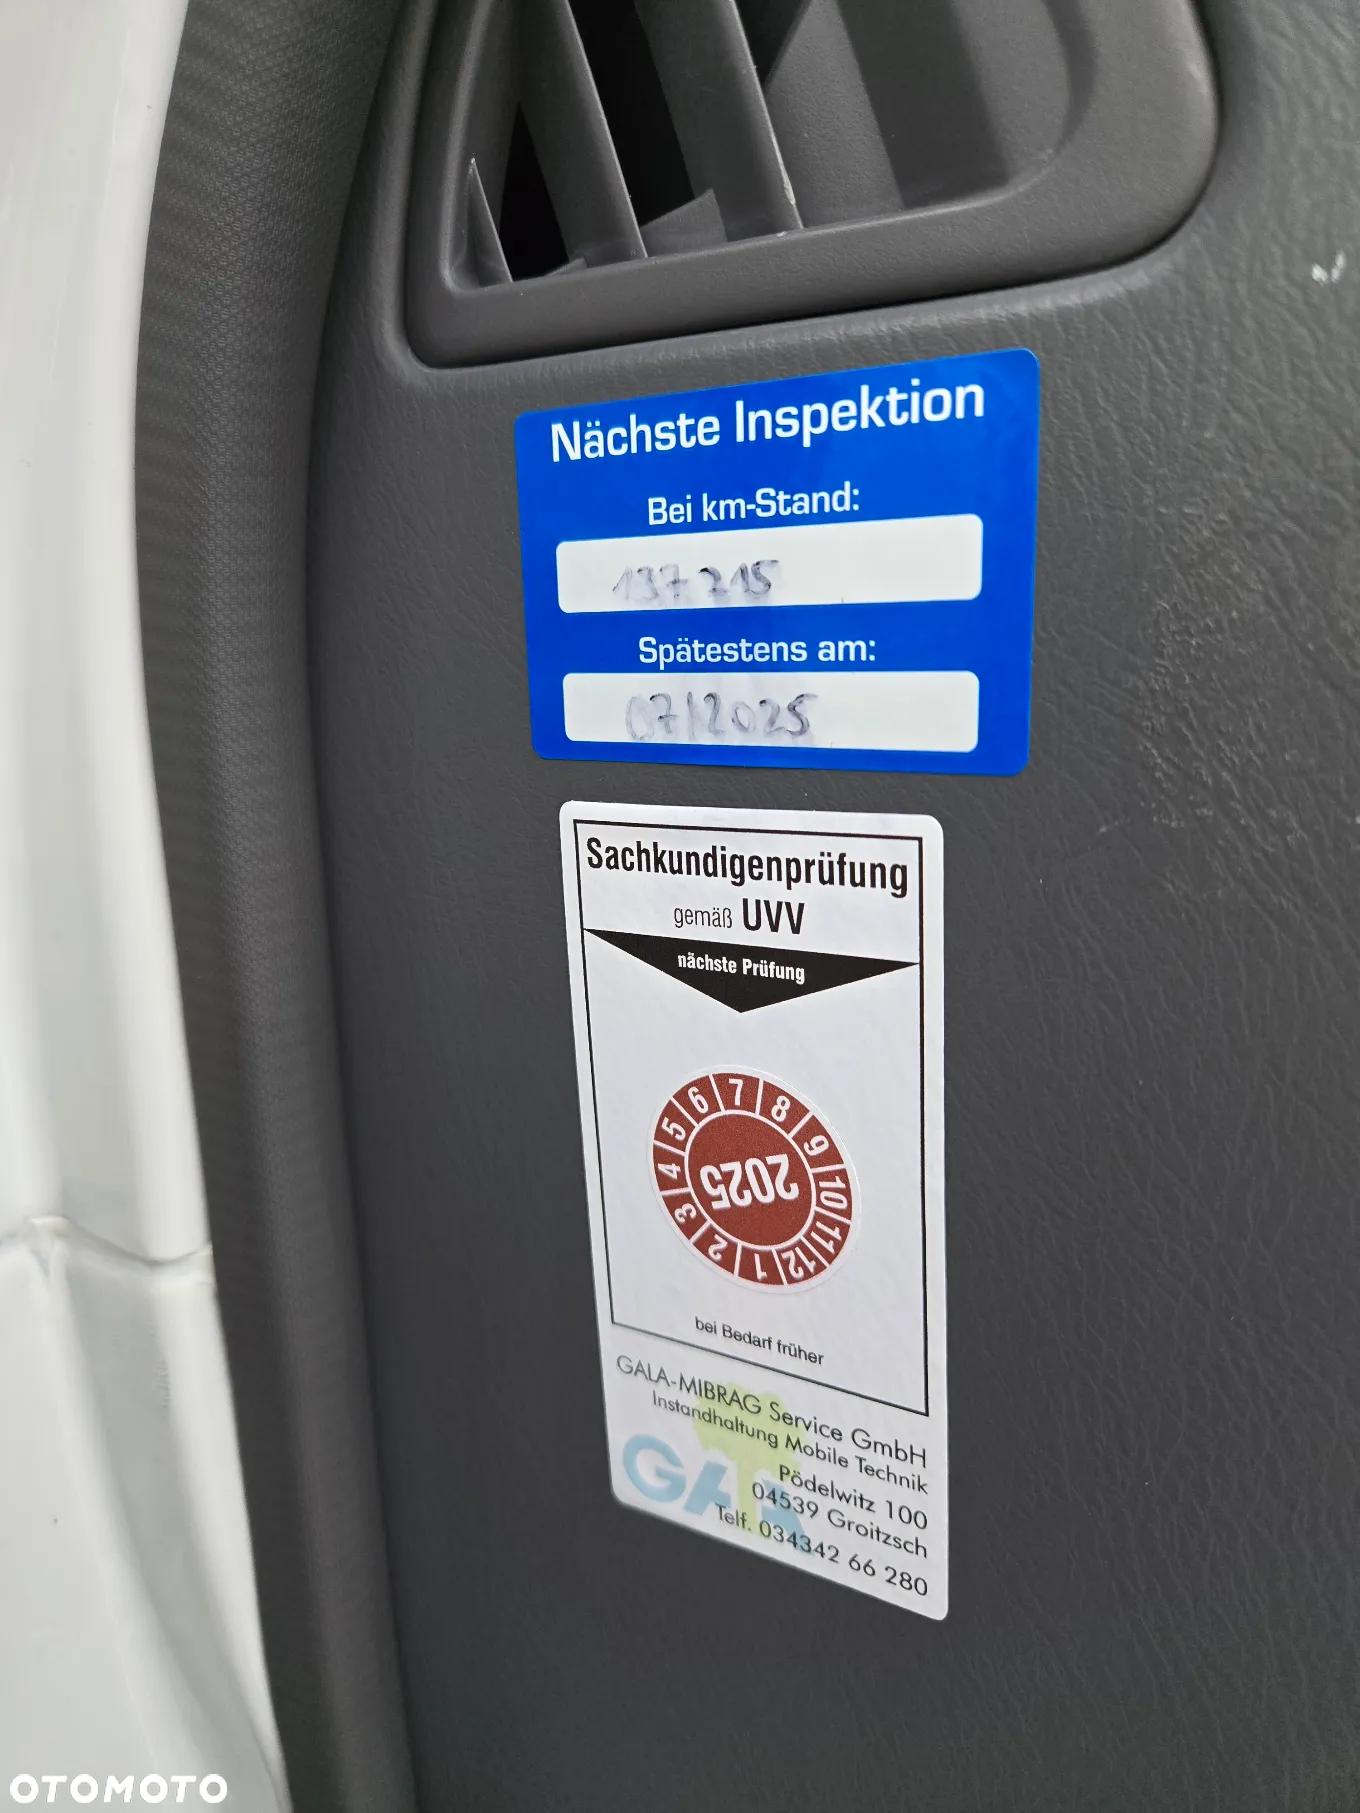 Nächste Inspektion
Bei km-Stand:
137 215
Spätestens am:
07/2025
Sachkundigenprüfung
gemäß UVV
nächste Prüfung
1 2 3 4 5 6 7 8 9 10 11 12
2025
bei Bedarf früher
GALA-MIBRAG Service GmbH
Instandhaltung Mobile Technik
Pödelwitz 100
04539 Groitzsch
Telf. 034342 66 280
GALA
OTOMOTO